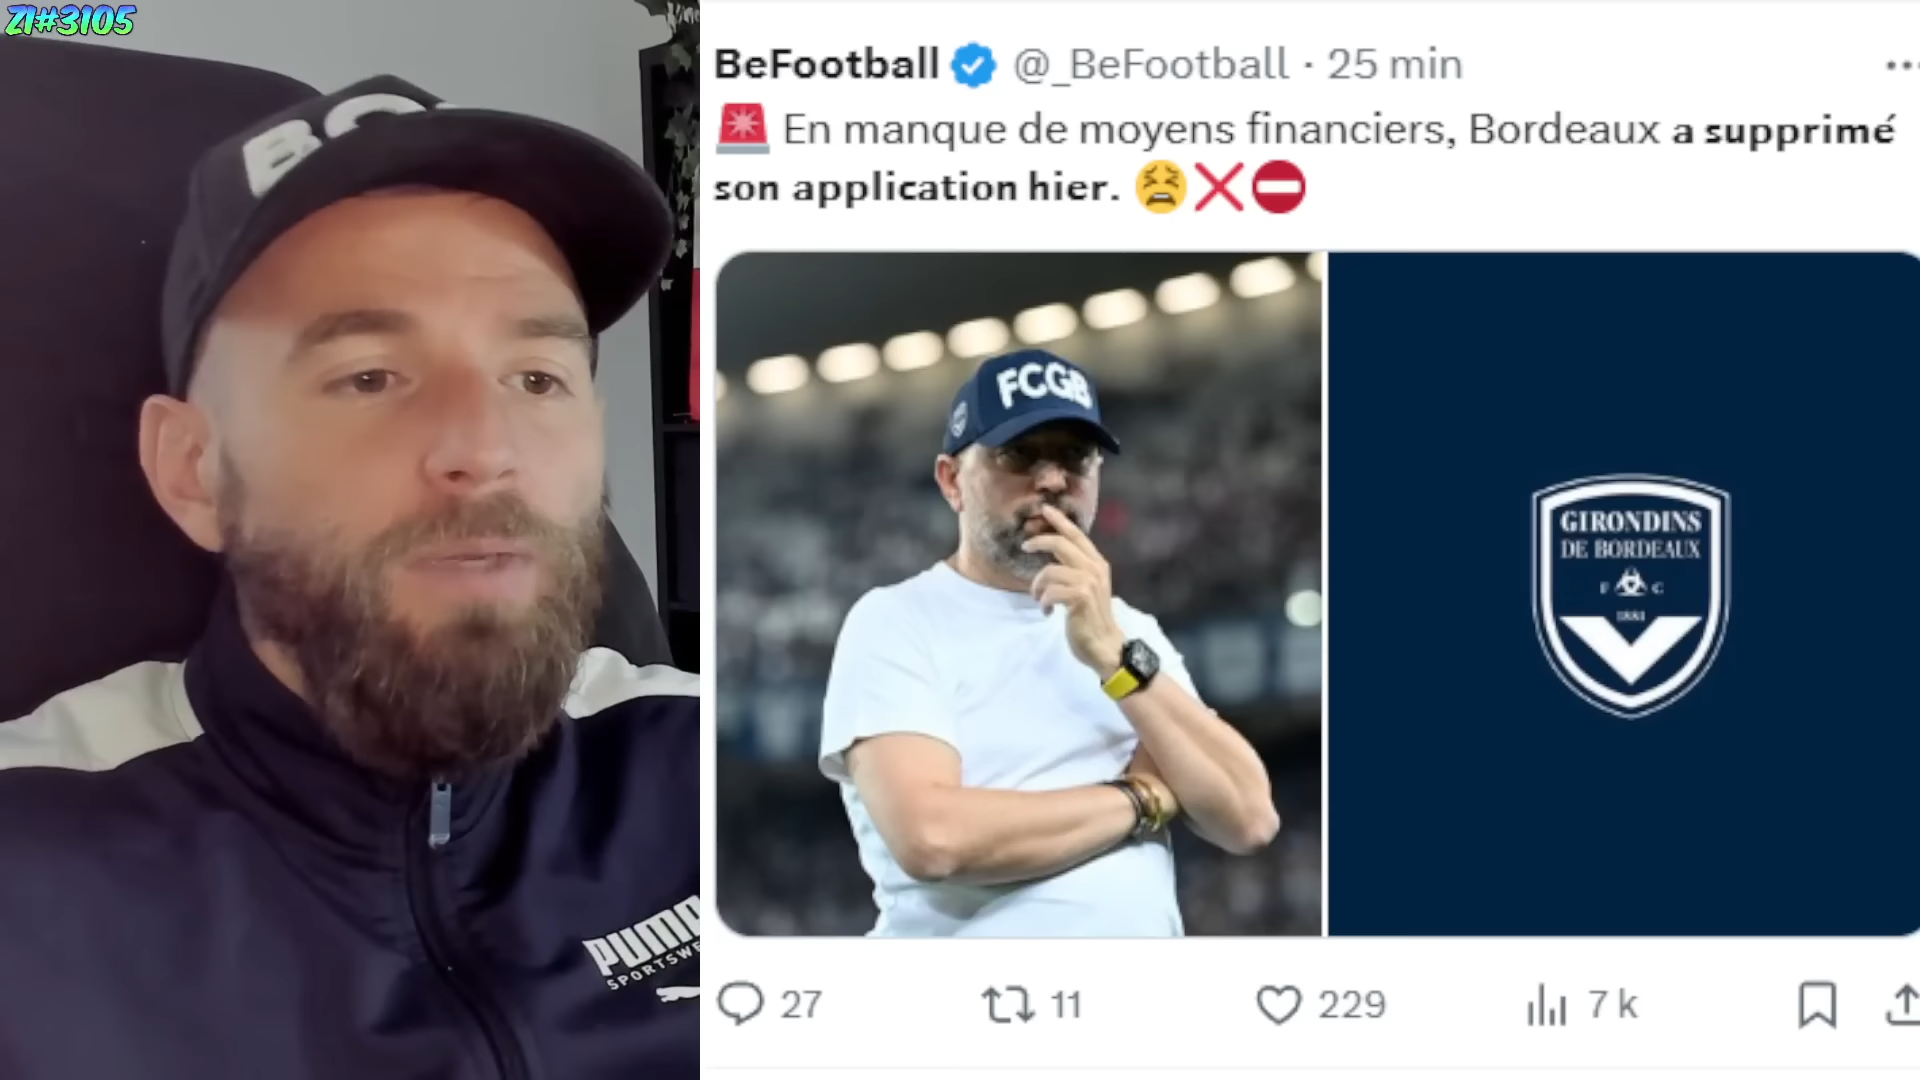 ZI#3105
BeFootball @_BeFootball · 25 min
🚨 En manque de moyens financiers, Bordeaux a supprimé
son application hier. 😫❌⛔
FCGB
GIRONDINS
DE BORDEAUX
F C
1881
27 11 229 7 k
PUMA